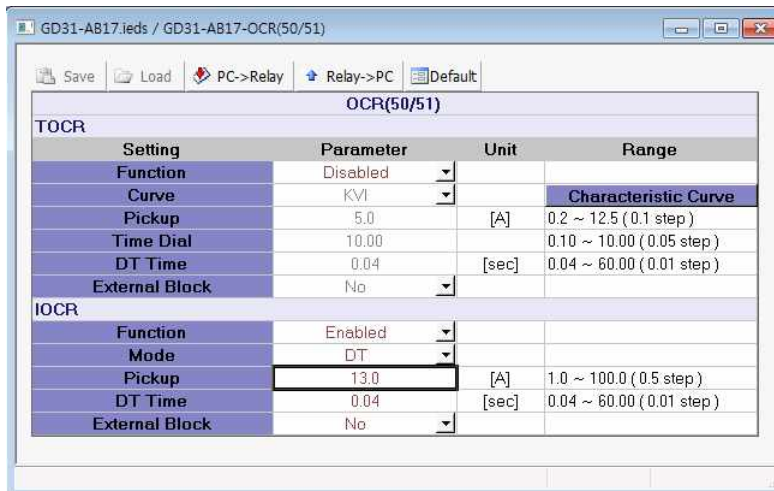 GD31-AB17.ieds / GD31-AB17-OCR(50/51)
Save Load PC->Relay Relay->PC Default
OCR(50/51)
TOCR
Setting Parameter Unit Range
Function Disabled
Curve KVI Characteristic Curve
Pickup 5.0 [A] 0.2 ~ 12.5 ( 0.1 step )
Time Dial 10.00 0.10 ~ 10.00 ( 0.05 step )
DT Time 0.04 [sec] 0.04 ~ 60.00 ( 0.01 step )
External Block No
IOCR
Function Enabled
Mode DT
Pickup 13.0 [A] 1.0 ~ 100.0 ( 0.5 step )
DT Time 0.04 [sec] 0.04 ~ 60.00 ( 0.01 step )
External Block No